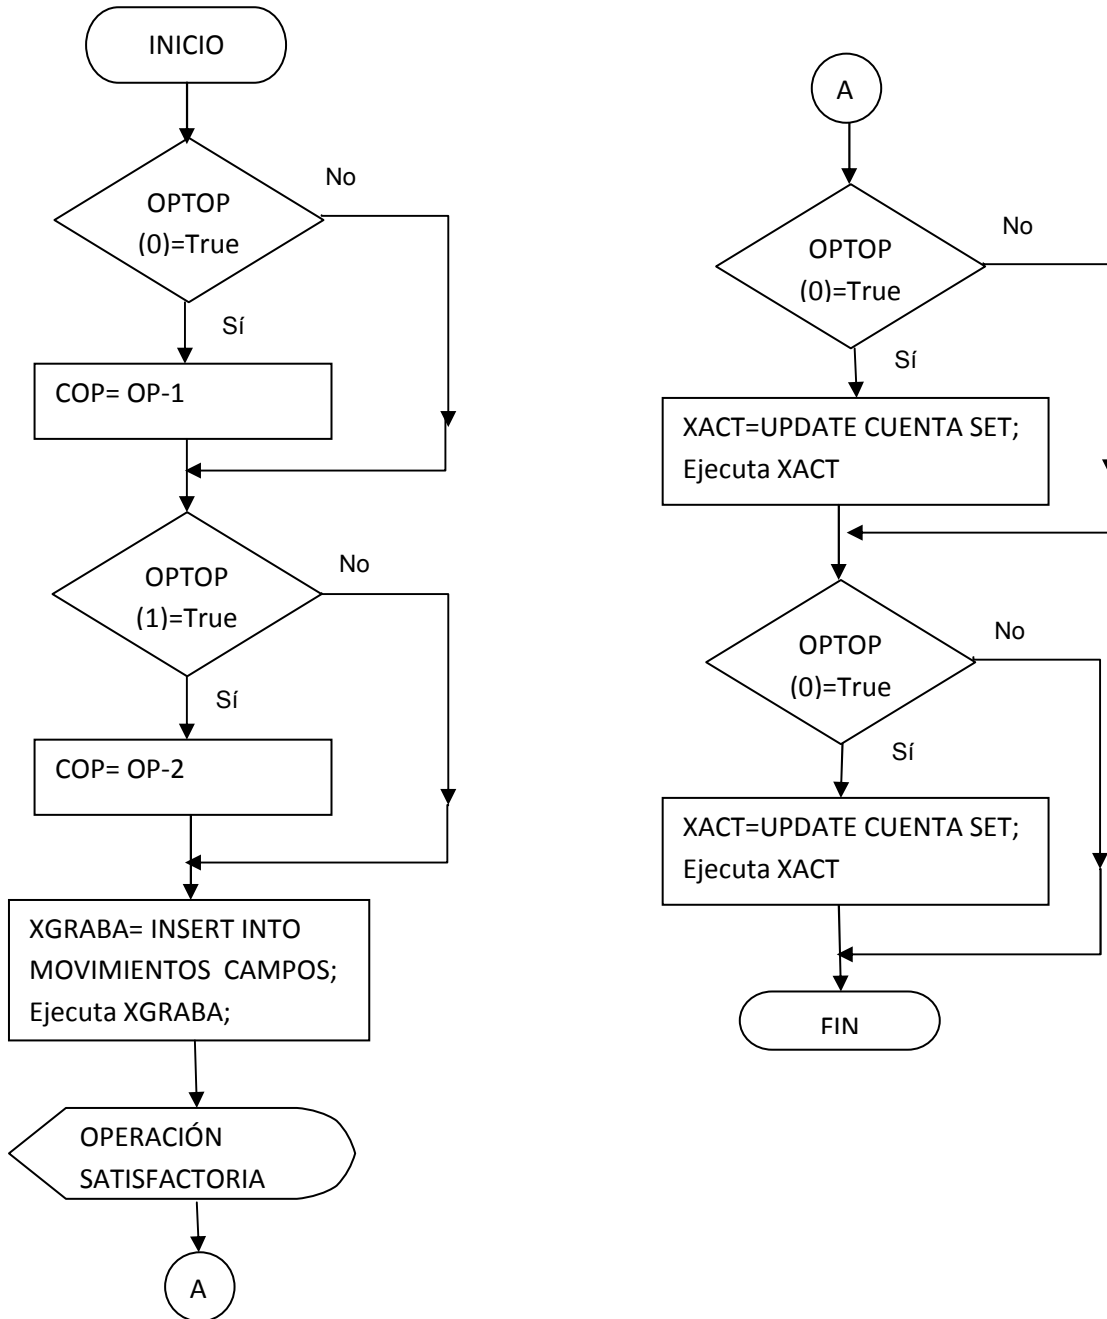 INICIO
OPTOP
(0)=True
No
Sí
COP= OP-1
OPTOP
(1)=True
No
Sí
COP= OP-2
XGRABA= INSERT INTO
MOVIMIENTOS CAMPOS;
Ejecuta XGRABA;
OPERACIÓN
SATISFACTORIA
A
A
OPTOP
(0)=True
No
Sí
XACT=UPDATE CUENTA SET;
Ejecuta XACT
OPTOP
(0)=True
No
Sí
XACT=UPDATE CUENTA SET;
Ejecuta XACT
FIN